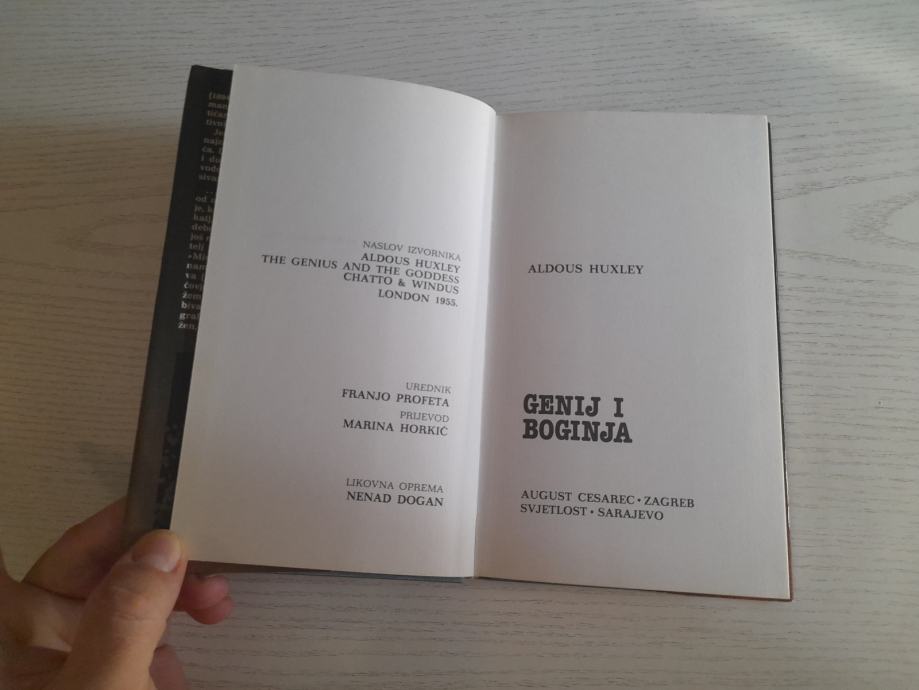 NASLOV IZVORNIKA
ALDOUS HUXLEY
THE GENIUS AND THE GODDESS
CHATTO & WINDUS
LONDON 1955.
UREDNIK
FRANJO PROFETA
PRIJEVOD
MARINA HORKIĆ
LIKOVNA OPREMA
NENAD DOGAN
ALDOUS HUXLEY
GENIJ I
BOGINJA
AUGUST CESAREC • ZAGREB
SVJETLOST • SARAJEVO